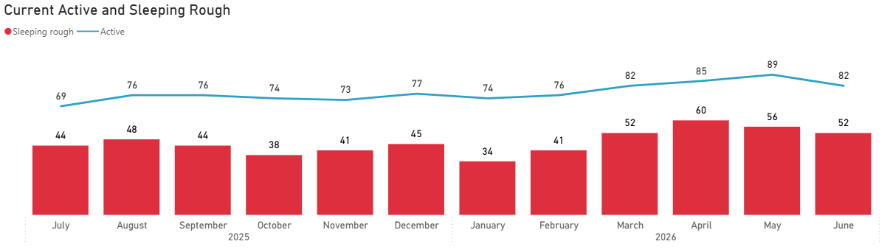 Current Active and Sleeping Rough
Sleeping rough Active
69 76 76 74 73 77 74 76 82 85 89 82
44 48 44 38 41 45 34 41 52 60 56 52
July August September October November December January February March April May June
2025 2026